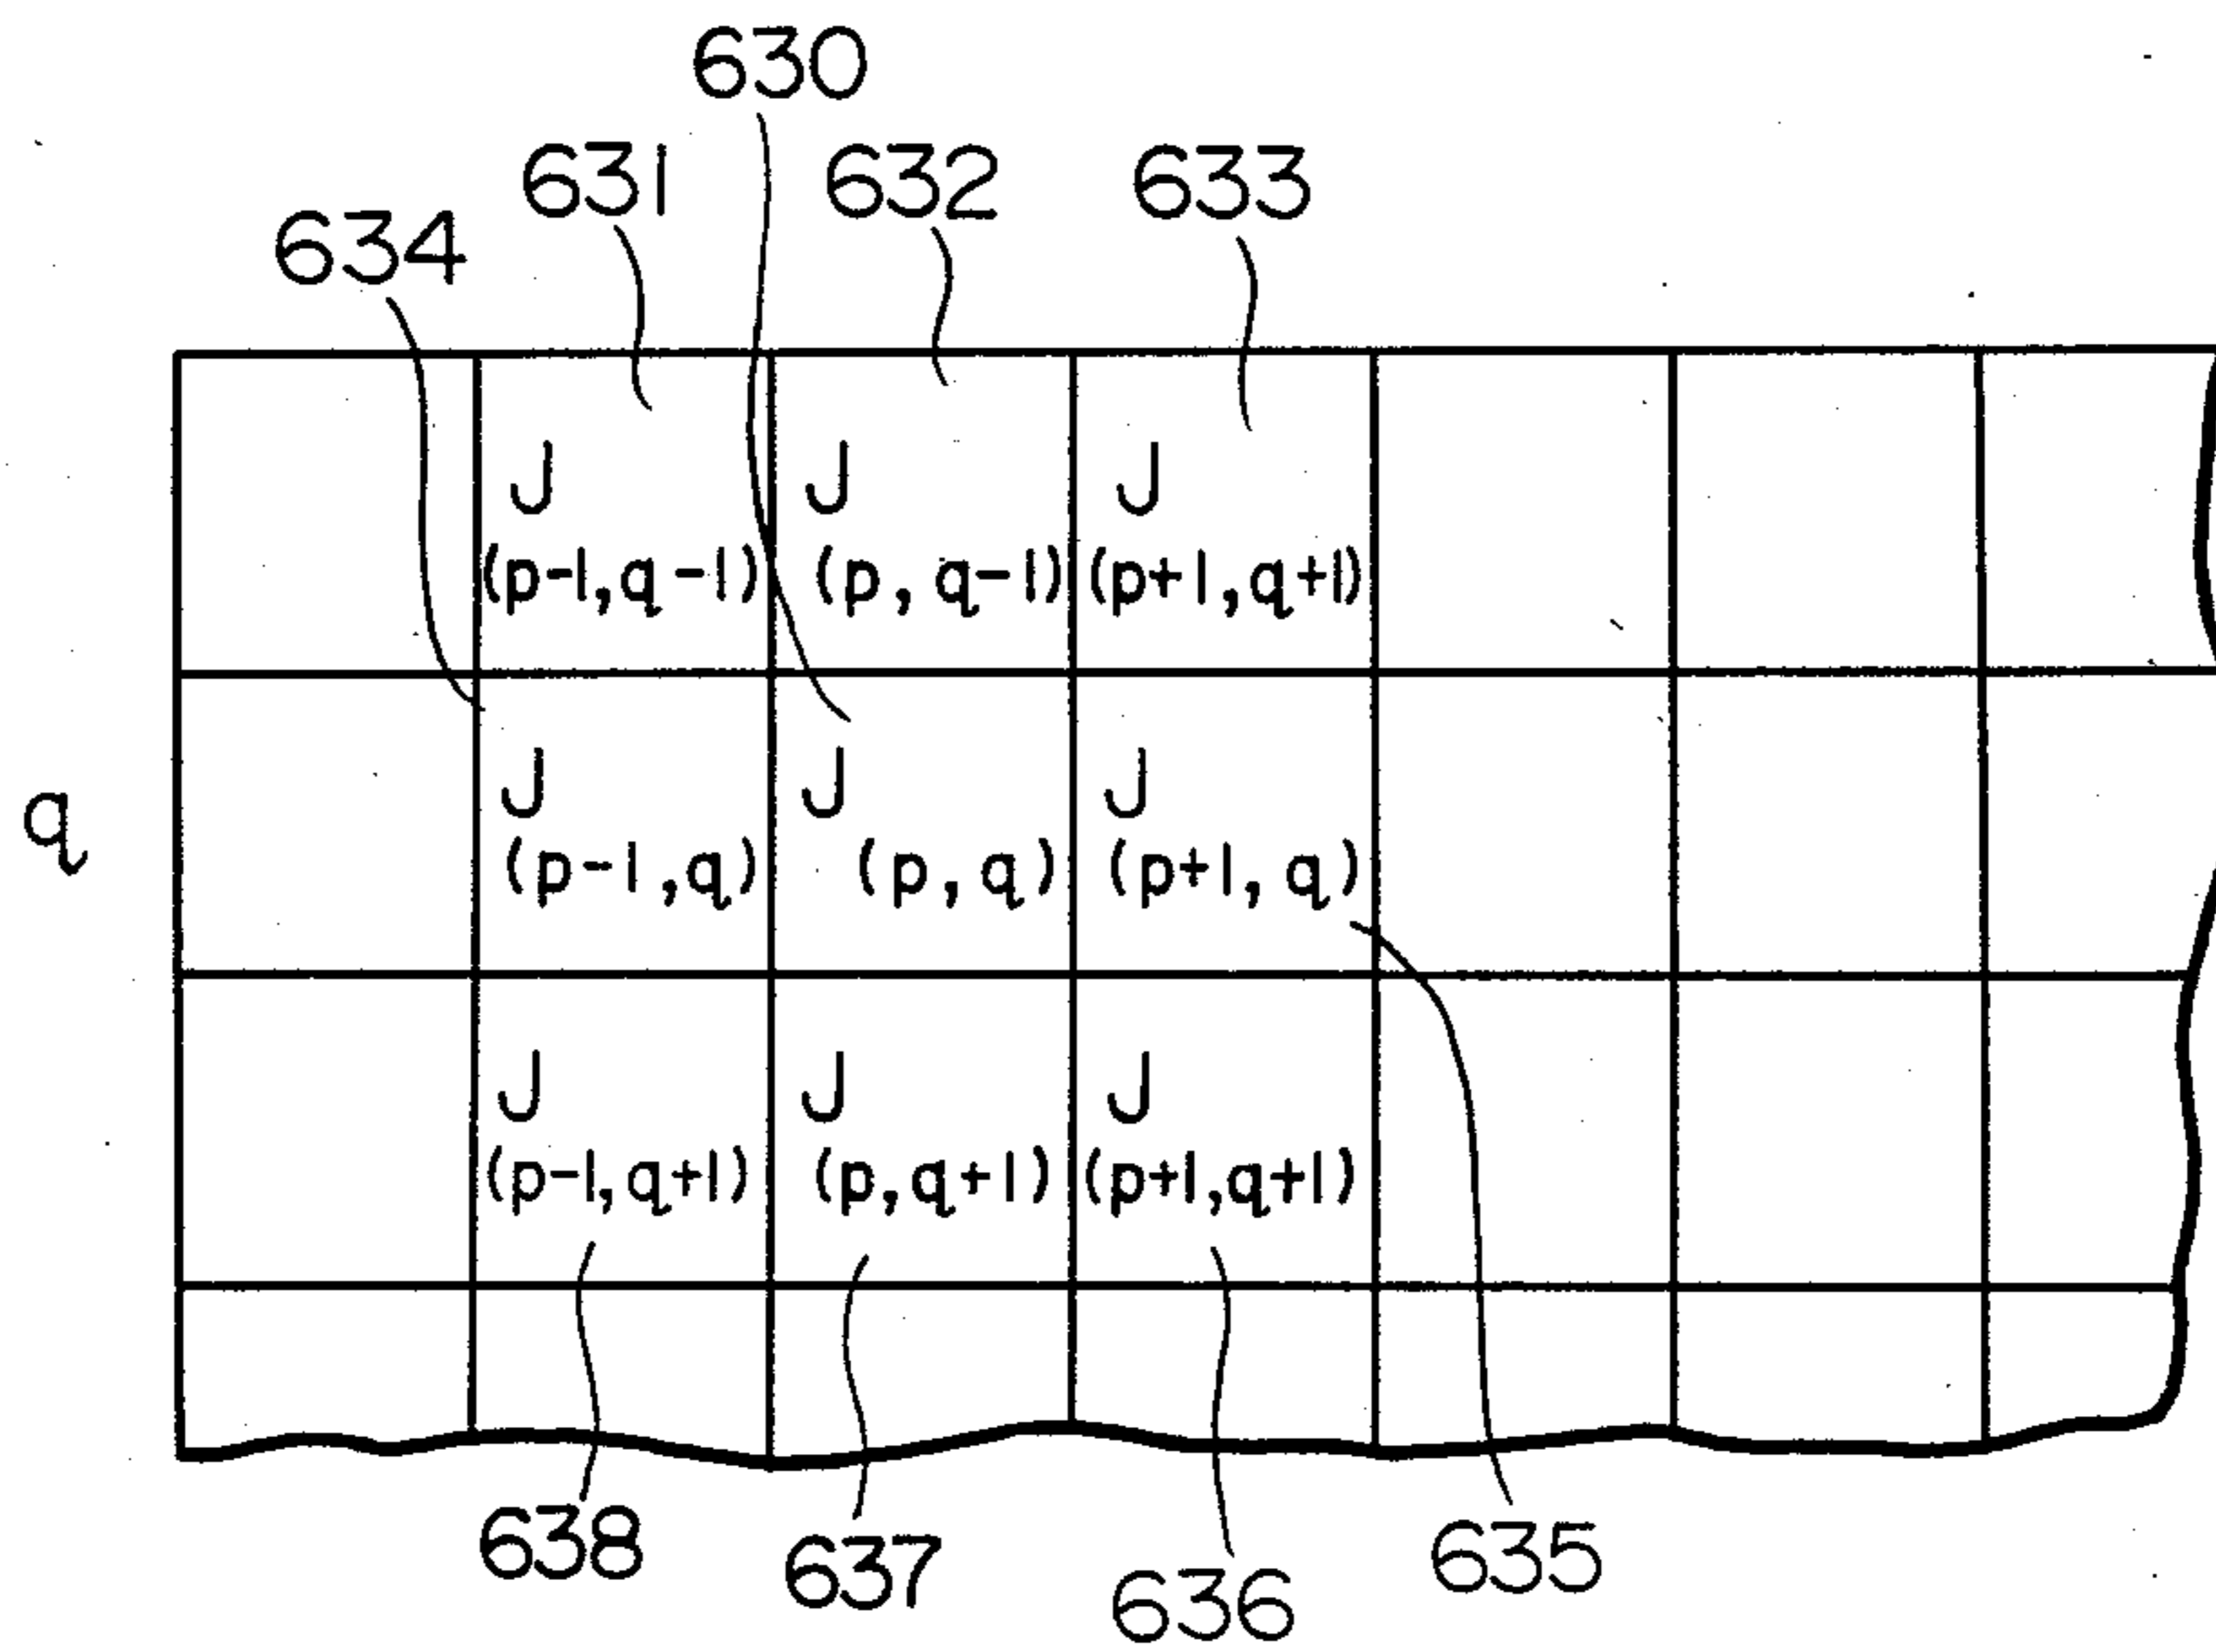 630
631 632 633
634
J J J
(p-1,q-1) (p,q-1) (p+1,q+1)
J J J
q (p-1,q) (p,q) (p+1,q)
J J J
(p-1,q+1) (p,q+1) (p+1,q+1)
638 637 636 635